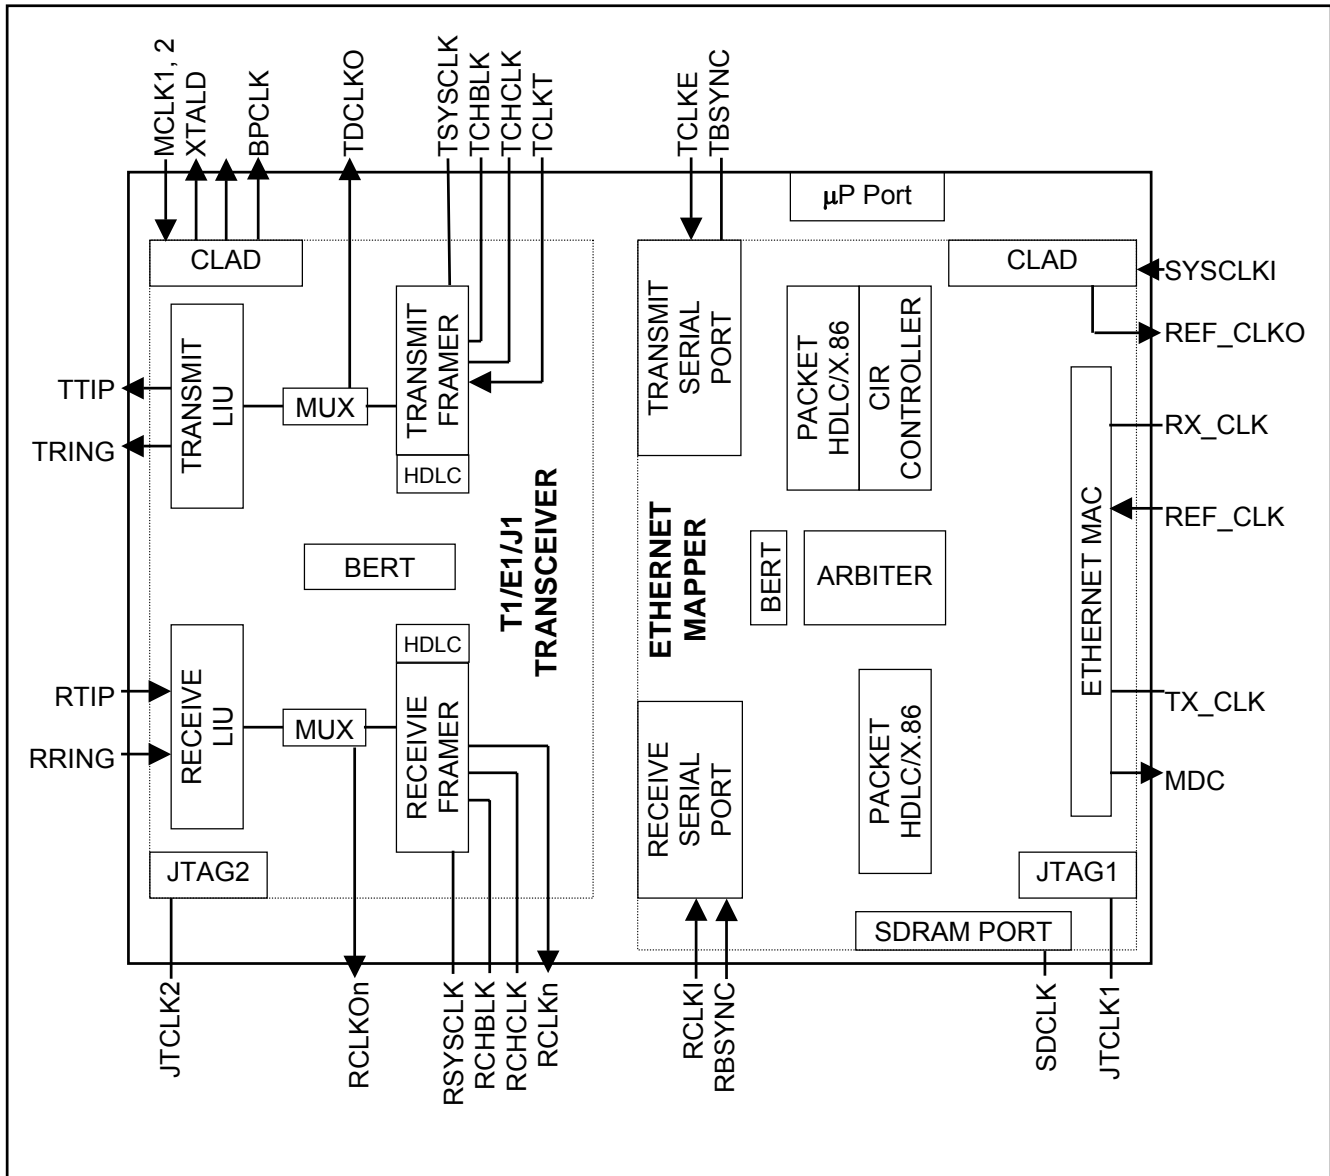 MCLK1, 2
XTALD
BPCLK
TDCLKO
TSYSCLK
TCHBLK
TCHCLK
TCLKT
TCLKE
TBSYNC
µP Port
CLAD
CLAD
SYSCLKI
REF_CLKO
TRANSMIT
LIU
MUX
TRANSMIT
FRAMER
HDLC
TRANSMIT
SERIAL
PORT
PACKET
HDLC/X.86
CIR
CONTROLLER
TTIP
TRING
RX_CLK
REF_CLK
ETHERNET MAC
BERT
T1/E1/J1
TRANSCEIVER
ETHERNET
MAPPER
BERT
ARBITER
HDLC
RTIP
RRING
RECEIVE
LIU
MUX
RECEIVIE
FRAMER
RECEIVE
SERIAL
PORT
PACKET
HDLC/X.86
TX_CLK
MDC
JTAG2
JTAG1
SDRAM PORT
JTCLK2
RCLKOn
RSYSCLK
RCHBLK
RCHCLK
RCLKn
RCLKI
RBSYNC
SDCLK
JTCLK1